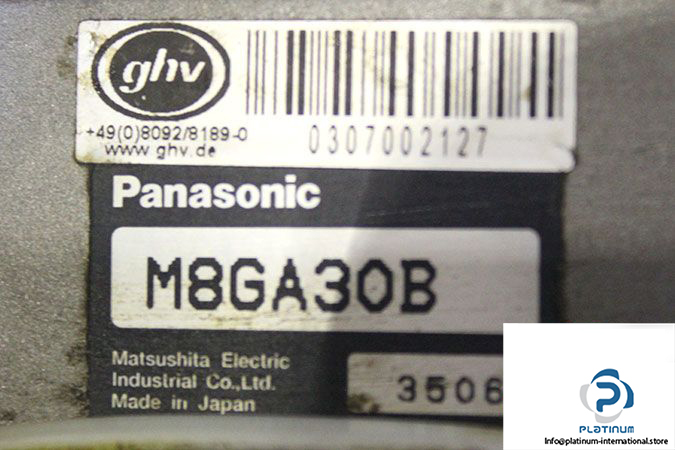 ghv
+49(0)8092/8189-0
www.ghv.de
0307002127
Panasonic
M8GA30B
Matsushita Electric
Industrial Co.,Ltd.
Made in Japan
3506
PLATINUM
Info@platinum-international.store